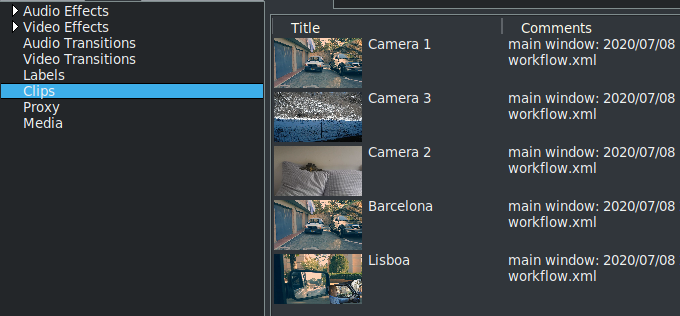 Audio Effects
Video Effects
Audio Transitions
Video Transitions
Labels
Clips
Proxy
Media
Title Comments
Camera 1 main window: 2020/07/08
workflow.xml
Camera 3 main window: 2020/07/08
workflow.xml
Camera 2 main window: 2020/07/08
workflow.xml
Barcelona main window: 2020/07/08
workflow.xml
Lisboa main window: 2020/07/08
workflow.xml